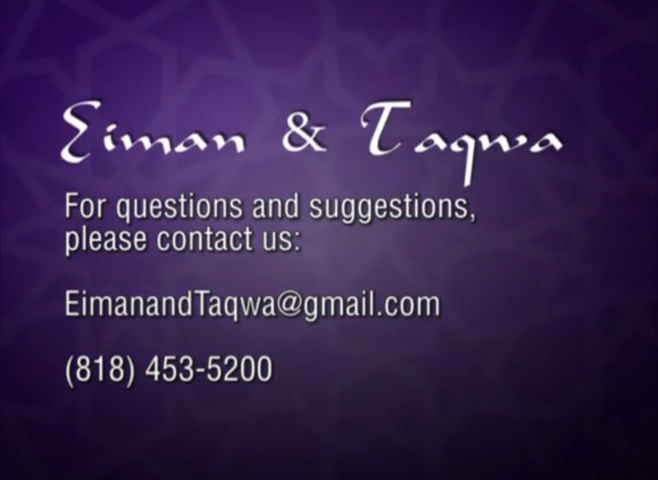 Eiman & Taqwa
For questions and suggestions,
please contact us:
EimanandTaqwa@gmail.com
(818) 453-5200